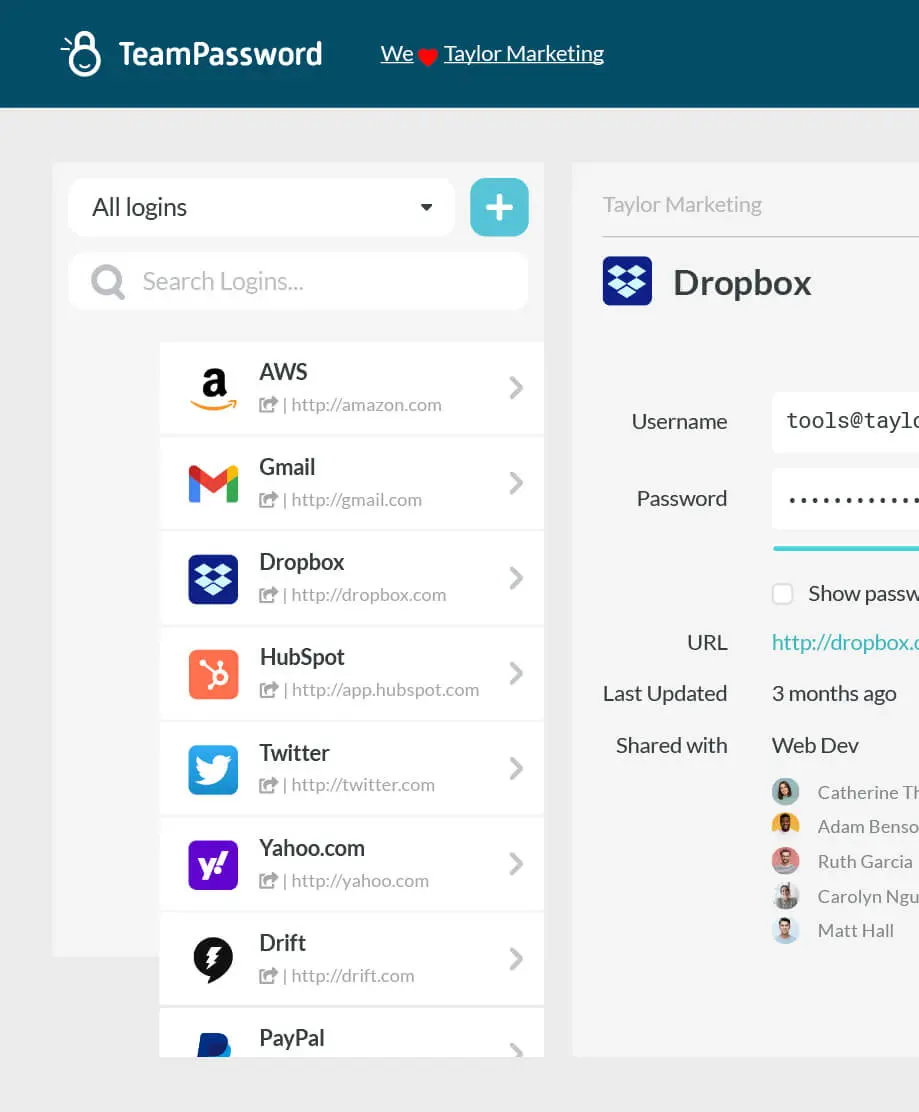 TeamPassword
We Taylor Marketing
All logins
Search Logins...
AWS
| http://amazon.com
Gmail
| http://gmail.com
Dropbox
| http://dropbox.com
HubSpot
| http://app.hubspot.com
Twitter
| http://twitter.com
Yahoo.com
| http://yahoo.com
Drift
| http://drift.com
PayPal
Taylor Marketing
Dropbox
Username
tools@taylo
Password
••••••••••••
Show passw
URL
http://dropbox.c
Last Updated
3 months ago
Shared with
Web Dev
Catherine Th
Adam Benso
Ruth Garcia
Carolyn Ngu
Matt Hall